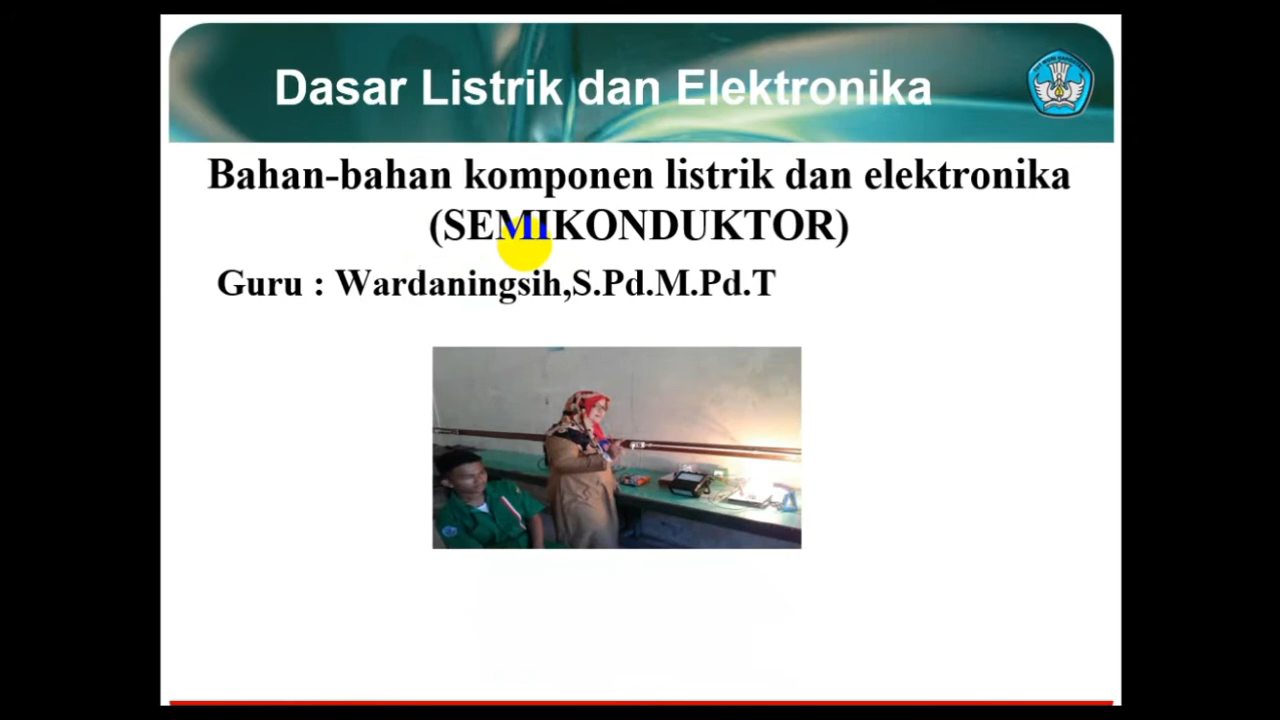 Dasar Listrik dan Elektronika
Bahan-bahan komponen listrik dan elektronika
(SEMIKONDUKTOR)
Guru : Wardaningsih,S.Pd.M.Pd.T